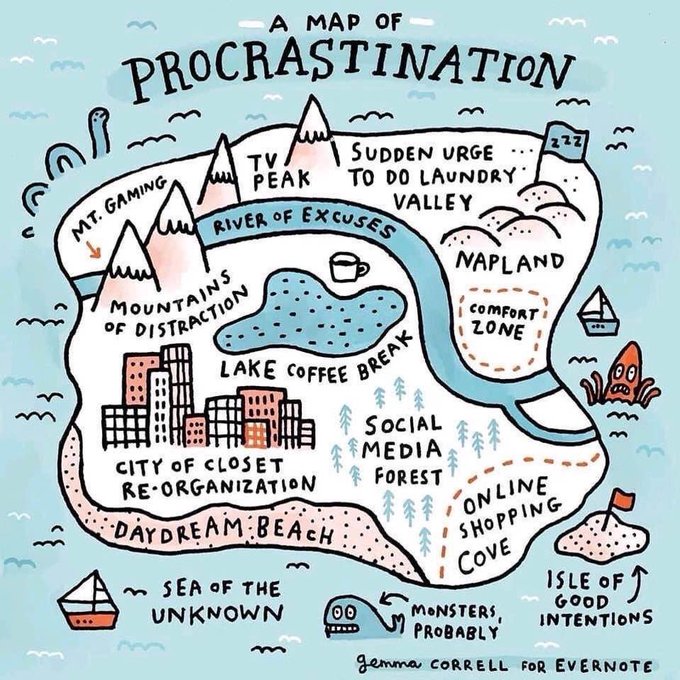 A MAP OF
PROCRASTINATION
MT. GAMING
TV
PEAK
SUDDEN URGE
TO DO LAUNDRY
VALLEY
zzz
RIVER OF EXCUSES
NAPLAND
MOUNTAINS
OF DISTRACTION
COMFORT
ZONE
LAKE COFFEE BREAK
CITY OF CLOSET
RE-ORGANIZATION
SOCIAL
MEDIA
FOREST
ONLINE
SHOPPING
COVE
DAYDREAM BEACH
SEA OF THE
UNKNOWN
MONSTERS,
PROBABLY
ISLE OF
GOOD
INTENTIONS
gemma CORRELL FOR EVERNOTE